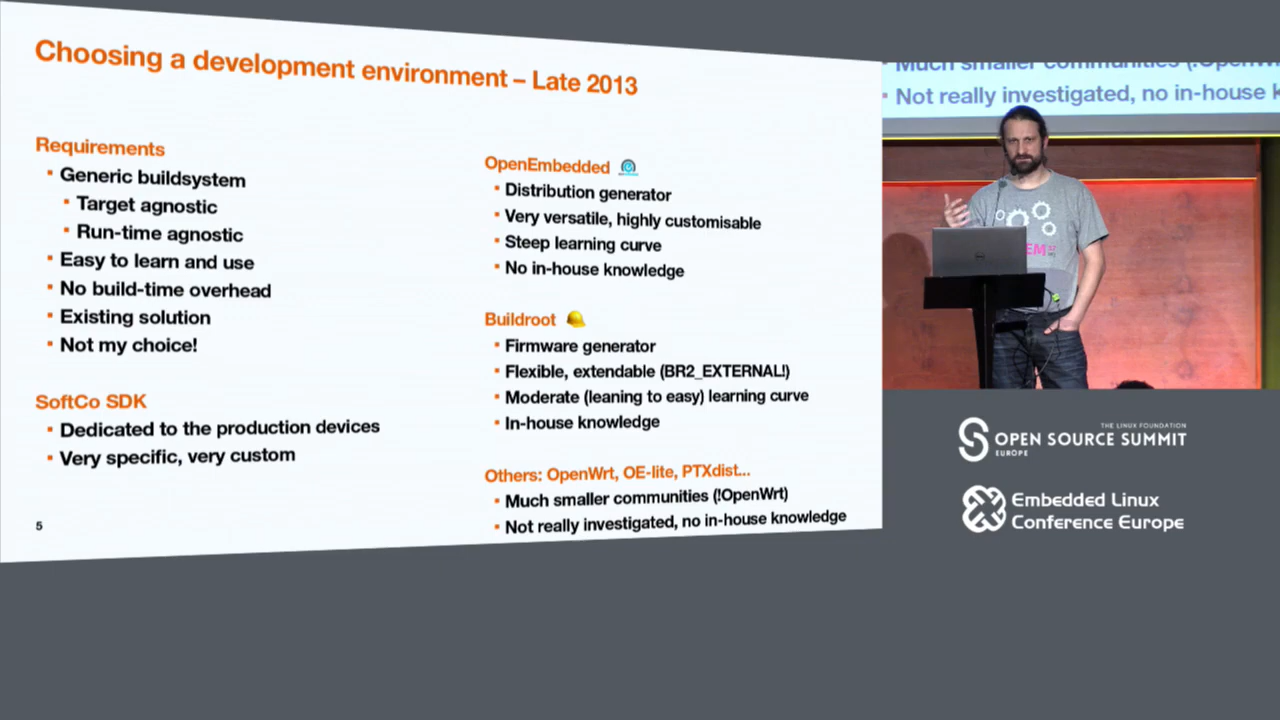 Choosing a development environment – Late 2013
Requirements
Generic buildsystem
Target agnostic
Run-time agnostic
Easy to learn and use
No build-time overhead
Existing solution
Not my choice!
SoftCo SDK
Dedicated to the production devices
Very specific, very custom
5
OpenEmbedded
Distribution generator
Very versatile, highly customisable
Steep learning curve
No in-house knowledge
Buildroot
Firmware generator
Flexible, extendable (BR2_EXTERNAL!)
Moderate (leaning to easy) learning curve
In-house knowledge
Others: OpenWrt, OE-lite, PTXdist...
Much smaller communities (!OpenWrt)
Not really investigated, no in-house knowledge
Much smaller communities (!OpenW
Not really investigated, no in-house k
THE LINUX FOUNDATION
OPEN SOURCE SUMMIT
EUROPE
Embedded Linux
Conference Europe